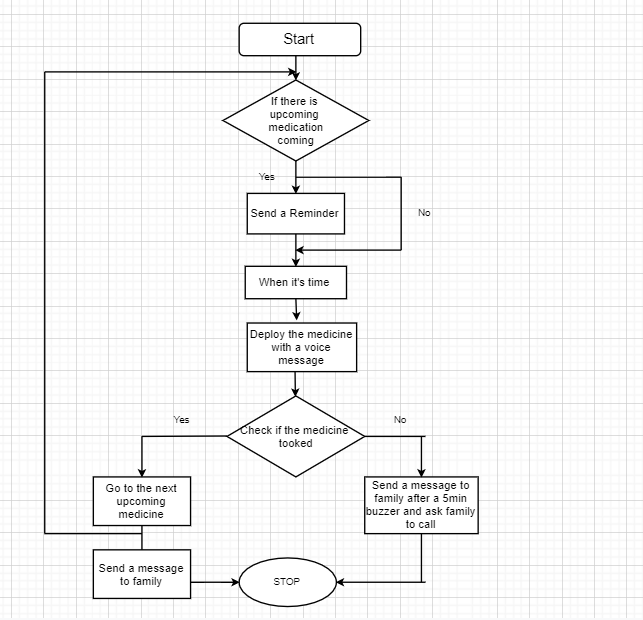 Start
If there is
upcoming
medication
coming
Yes
Send a Reminder
No
When it's time
Deploy the medicine
with a voice
message
Yes
No
Check if the medicine
tooked
Go to the next
upcoming
medicine
Send a message to
family after a 5min
buzzer and ask family
to call
Send a message
to family
STOP